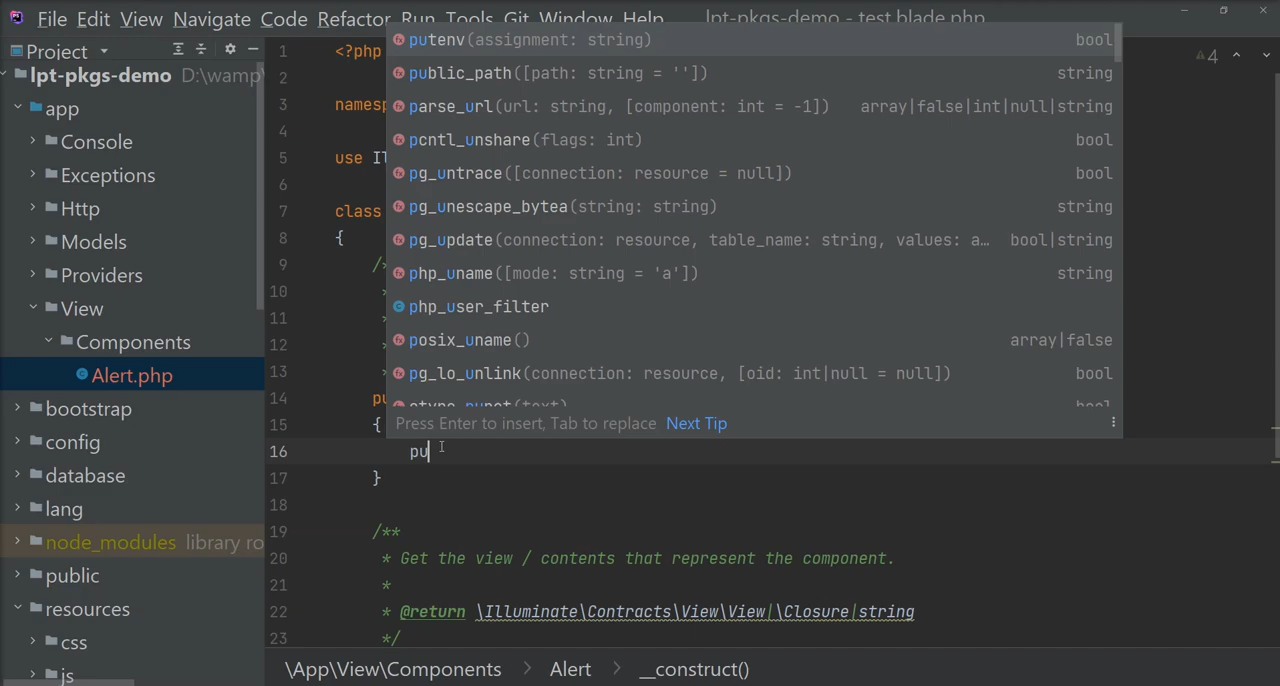 File Edit View Navigate Code Refactor Run Tools Git Window Help lpt-pkgs-demo - test blade.php
Project
lpt-pkgs-demo D:\wamp\
app
Console
Exceptions
Http
Models
Providers
View
Components
Alert.php
bootstrap
config
database
lang
node_modules library ro
public
resources
css
js
1 <?php
2
3 namesp
4
5 use Il
6
7 class
8 {
9 /*
10 *
11 *
12 *
13 *
14 pu
15 {
16 pu
17 }
18
19 /**
20 * Get the view / contents that represent the component.
21 *
22 * @return \Illuminate\Contracts\View\View|\Closure|string
23 */
putenv(assignment: string) bool
public_path([path: string = '']) string
parse_url(url: string, [component: int = -1]) array|false|int|null|string
pcntl_unshare(flags: int) bool
pg_untrace([connection: resource = null]) bool
pg_unescape_bytea(string: string) string
pg_update(connection: resource, table_name: string, values: a… bool|string
php_uname([mode: string = 'a']) string
php_user_filter
posix_uname() array|false
pg_lo_unlink(connection: resource, [oid: int|null = null]) bool
ctype_punct(text) bool
Press Enter to insert, Tab to replace Next Tip
4
\App\View\Components > Alert > __construct()